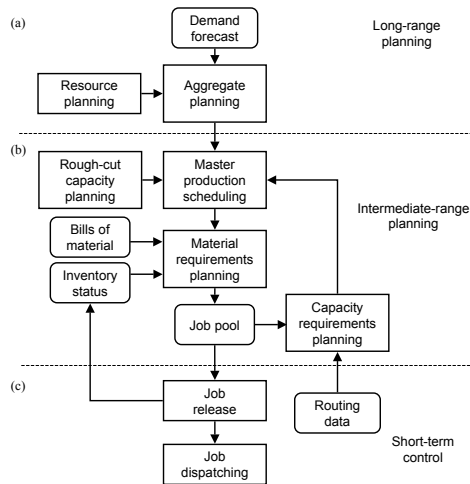 (a)
Demand
forecast
Long-range
planning
Resource
planning
Aggregate
planning
(b)
Rough-cut
capacity
planning
Master
production
scheduling
Intermediate-range
planning
Bills of
material
Material
requirements
planning
Inventory
status
Job pool
Capacity
requirements
planning
(c)
Job
release
Routing
data
Short-term
control
Job
dispatching